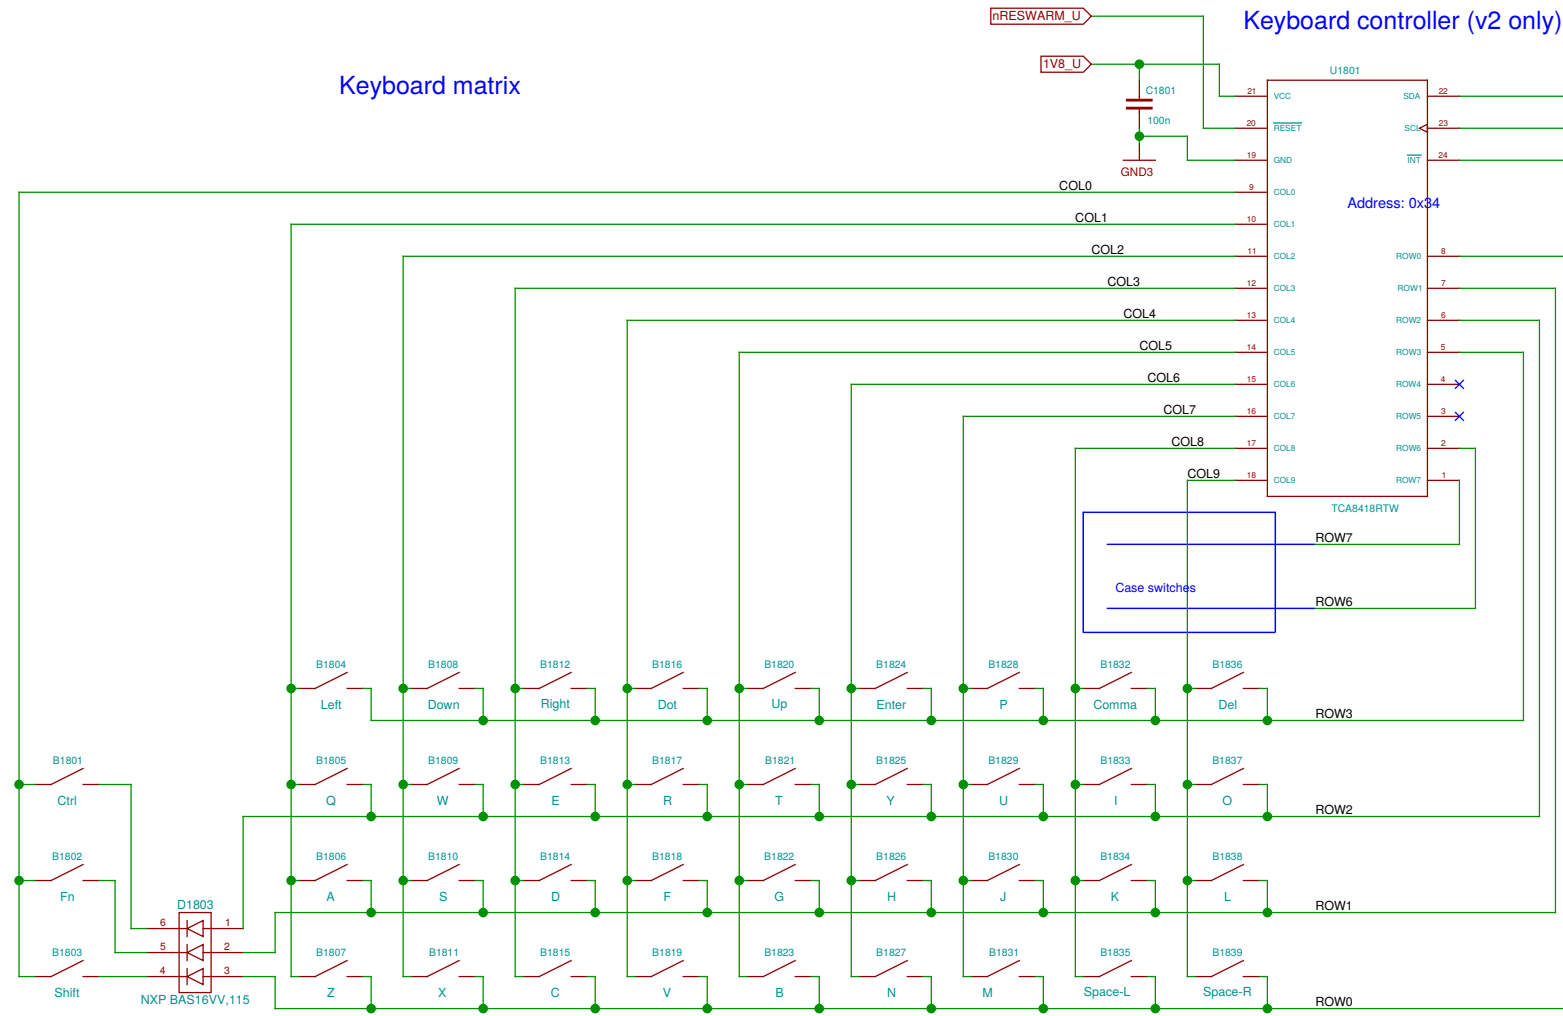 nRESWARM_U
Keyboard controller (v2 only)
1V8_U
U1801
Keyboard matrix
C1801
100n
GND3
21 VCC SDA 22
20 RESET SCL 23
19 GND INT 24
COL0 9 COL0
Address: 0x34
COL1 10 COL1
COL2 11 COL2 ROW0 8
COL3 12 COL3 ROW1 7
COL4 13 COL4 ROW2 6
COL5 14 COL5 ROW3 5
COL6 15 COL6 ROW4 4
COL7 16 COL7 ROW5 3
COL8 17 COL8 ROW6 2
COL9 18 COL9 ROW7 1
TCA8418RTW
ROW7
Case switches
ROW6
B1804 B1808 B1812 B1816 B1820 B1824 B1828 B1832 B1836
Left Down Right Dot Up Enter P Comma Del
ROW3
B1801 B1805 B1809 B1813 B1817 B1821 B1825 B1829 B1833 B1837
Ctrl Q W E R T Y U I O
ROW2
B1802 B1806 B1810 B1814 B1818 B1822 B1826 B1830 B1834 B1838
Fn A S D F G H J K L
D1803
ROW1
6 1
5 2
4 3
B1803 B1807 B1811 B1815 B1819 B1823 B1827 B1831 B1835 B1839
Shift Z X C V B N M Space-L Space-R
NXP BAS16VV,115
ROW0